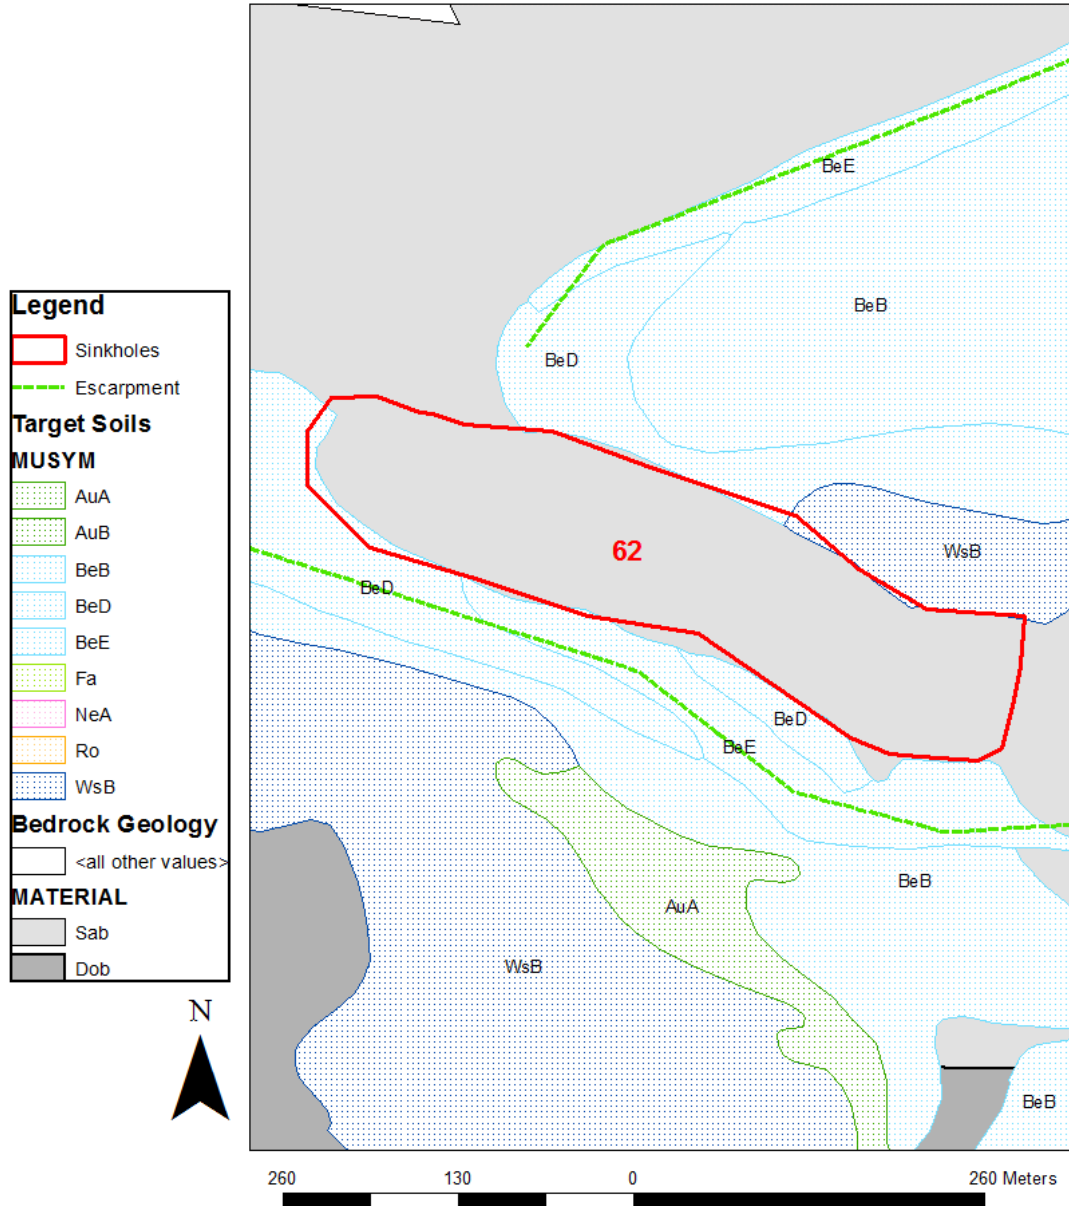 Legend
Sinkholes
Escarpment
Target Soils
MUSYM
AuA
AuB
BeB
BeD
BeE
Fa
NeA
Ro
WsB
Bedrock Geology
<all other values>
MATERIAL
Sab
Dob
N
BeE
BeB
BeD
62
WsB
BeD
BeD
BeE
BeB
AuA
WsB
BeB
260 130 0 260 Meters